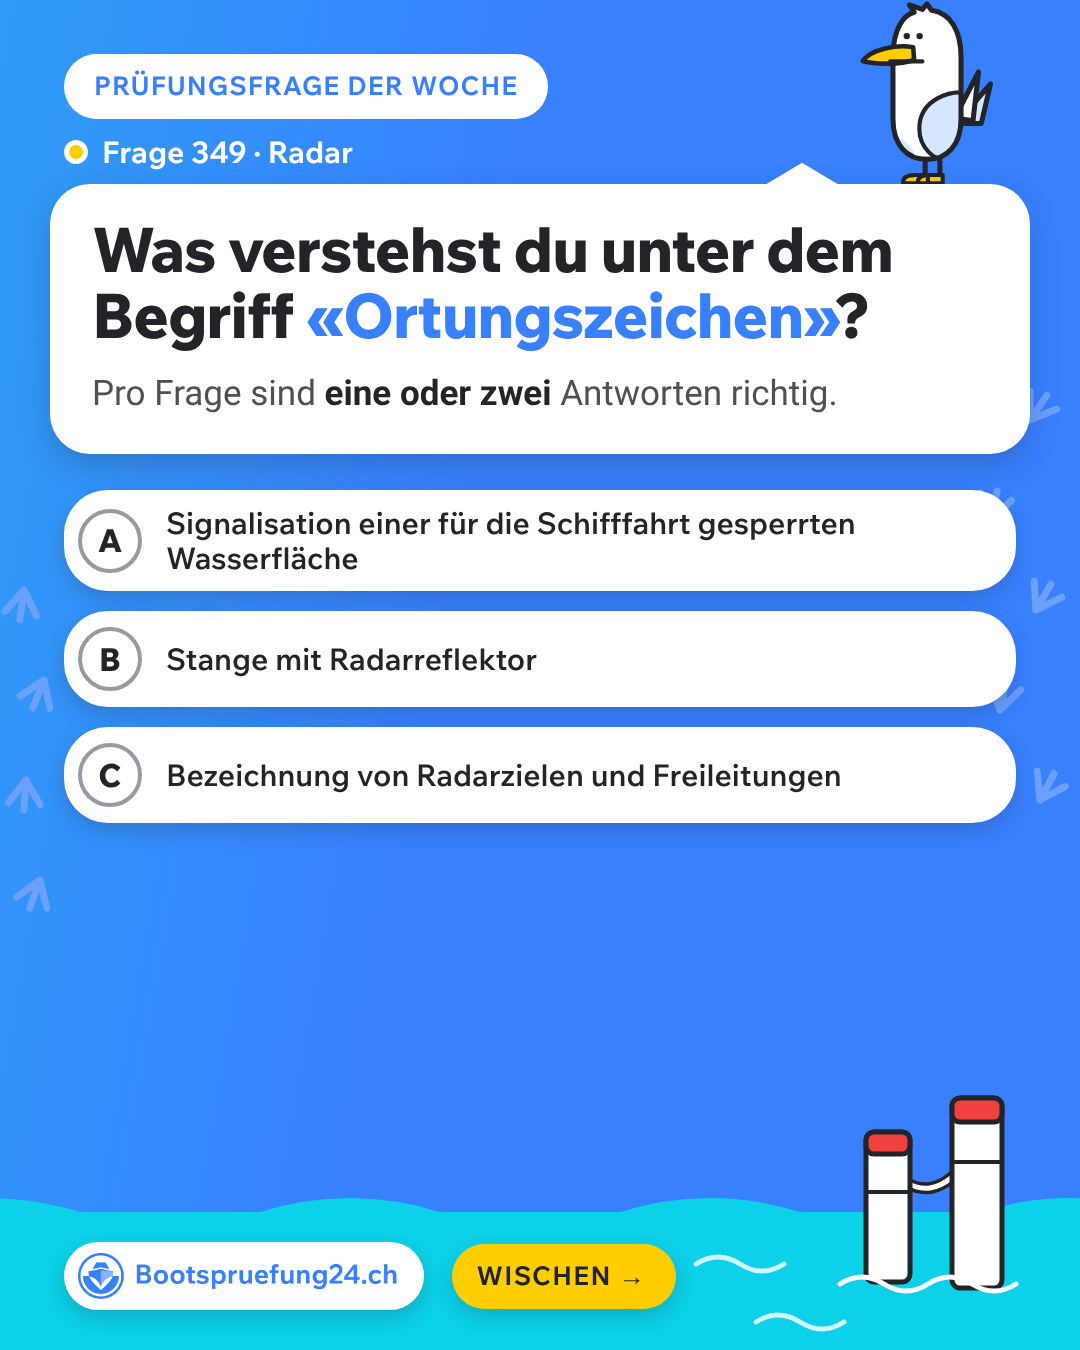 PRÜFUNGSFRAGE DER WOCHE
Frage 349 · Radar
Was verstehst du unter dem
Begriff «Ortungszeichen»?
Pro Frage sind eine oder zwei Antworten richtig.
A Signalisation einer für die Schifffahrt gesperrten
Wasserfläche
B Stange mit Radarreflektor
C Bezeichnung von Radarzielen und Freileitungen
Bootspruefung24.ch
WISCHEN →